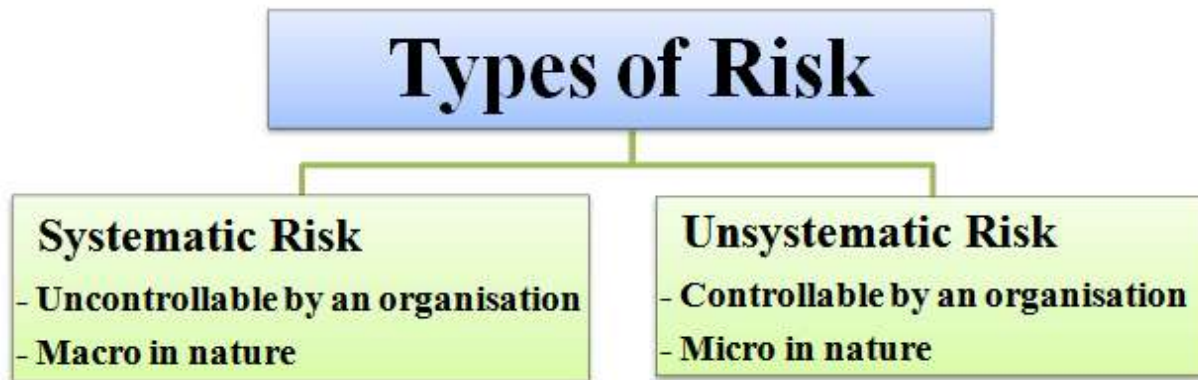 Types of Risk
Systematic Risk
- Uncontrollable by an organisation
- Macro in nature
Unsystematic Risk
- Controllable by an organisation
- Micro in nature